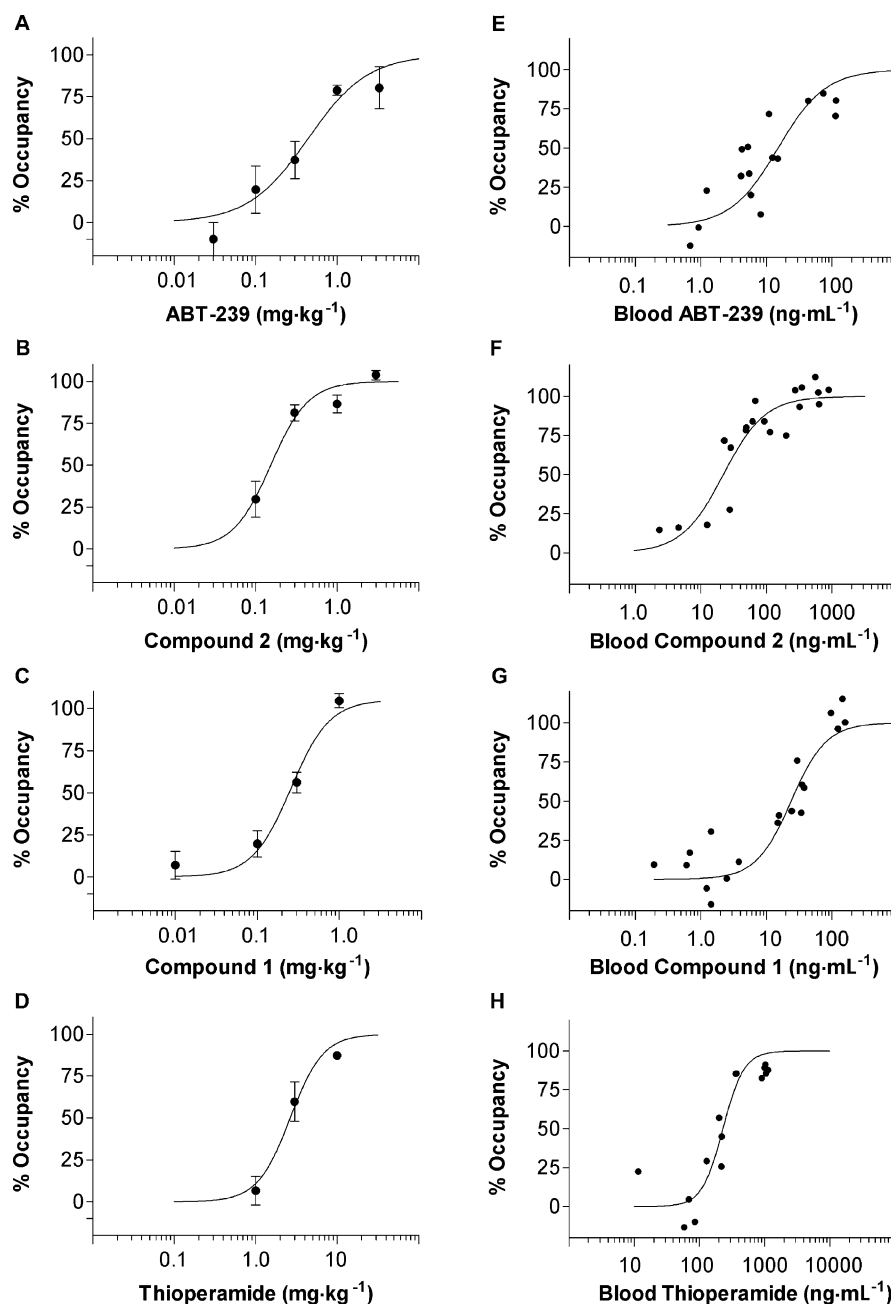 A
% Occupancy
100
75
50
25
0
0.01 0.1 1.0
ABT-239 (mg·kg⁻¹)
E
% Occupancy
100
75
50
25
0
0.1 1.0 10 100
Blood ABT-239 (ng·mL⁻¹)
B
% Occupancy
100
75
50
25
0
0.01 0.1 1.0
Compound 2 (mg·kg⁻¹)
F
% Occupancy
100
75
50
25
0
1.0 10 100 1000
Blood Compound 2 (ng·mL⁻¹)
C
% Occupancy
100
75
50
25
0
0.01 0.1 1.0
Compound 1 (mg·kg⁻¹)
G
% Occupancy
100
75
50
25
0
0.1 1.0 10 100
Blood Compound 1 (ng·mL⁻¹)
D
% Occupancy
100
75
50
25
0
0.1 1.0 10
Thioperamide (mg·kg⁻¹)
H
% Occupancy
100
75
50
25
0
10 100 1000 10000
Blood Thioperamide (ng·mL⁻¹)